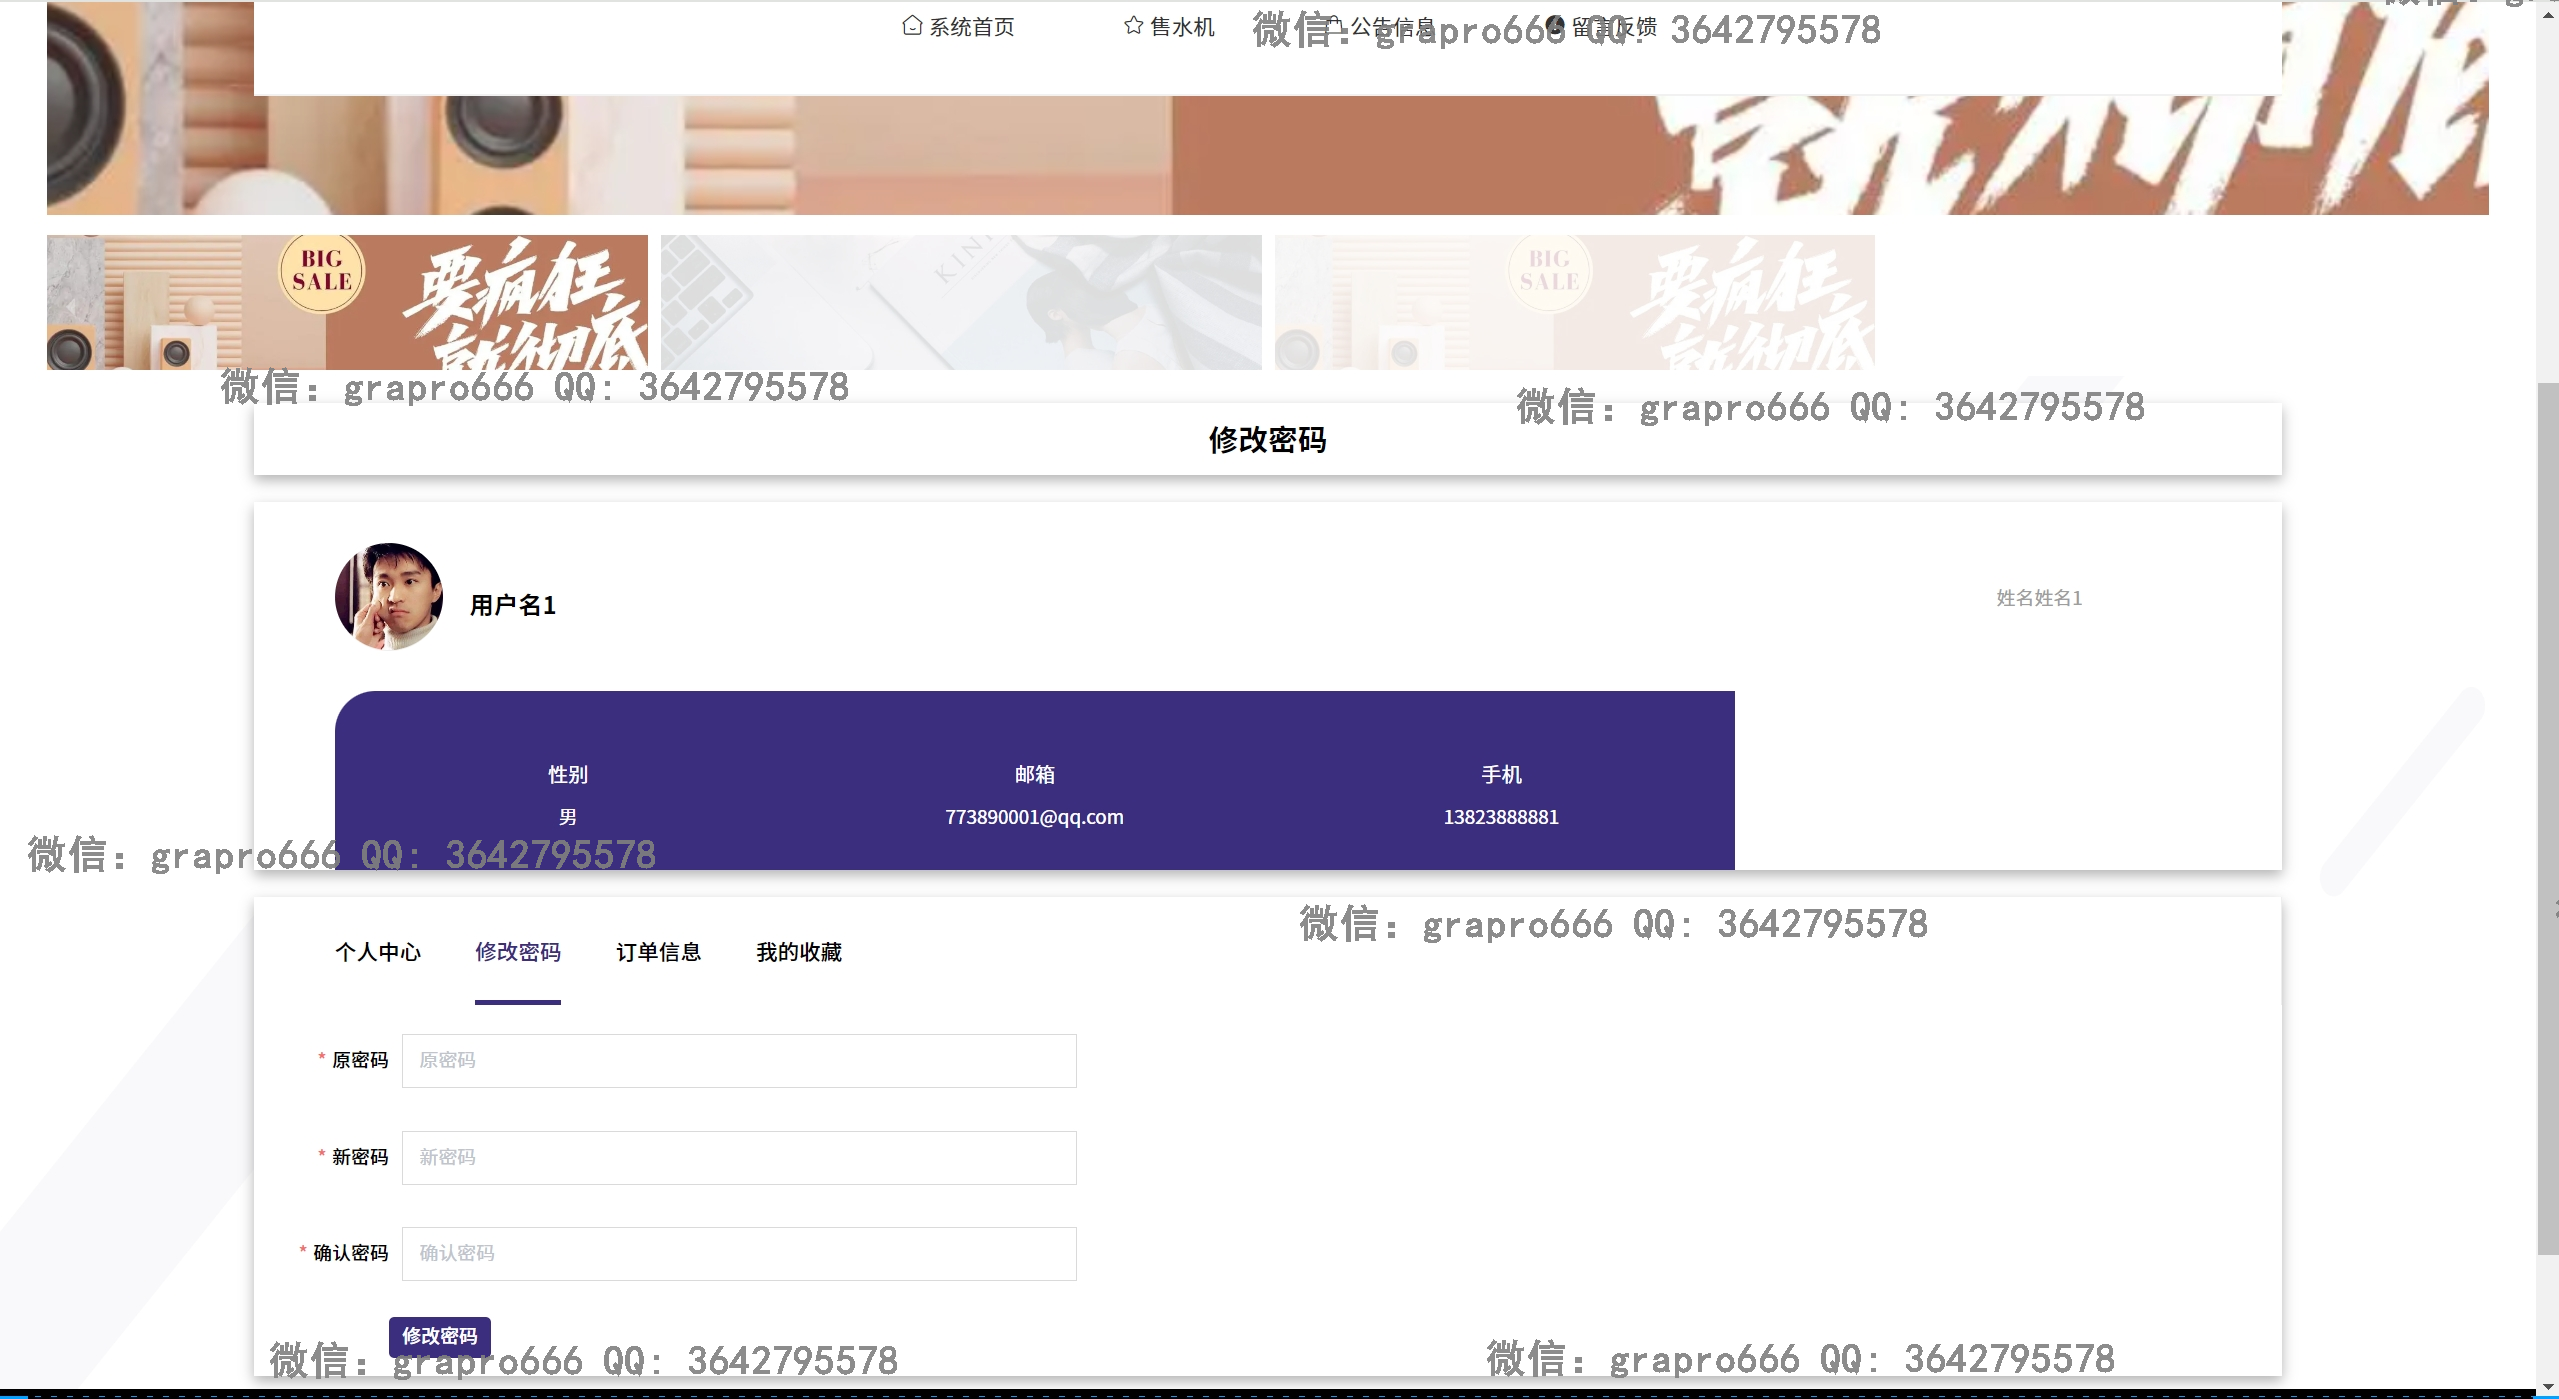 系统首页
售水机
公告信息
留言反馈
微信: grapro666 QQ: 3642795578
BIG
SALE
要疯狂
就彻底
KIN
BIG
SALE
要疯狂
就彻底
微信: grapro666 QQ: 3642795578
微信: grapro666 QQ: 3642795578
修改密码
用户名1
姓名姓名1
性别
邮箱
手机
男
773890001@qq.com
13823888881
微信: grapro666 QQ: 3642795578
微信: grapro666 QQ: 3642795578
个人中心
修改密码
订单信息
我的收藏
* 原密码
原密码
* 新密码
新密码
* 确认密码
确认密码
修改密码
微信: grapro666 QQ: 3642795578
微信: grapro666 QQ: 3642795578